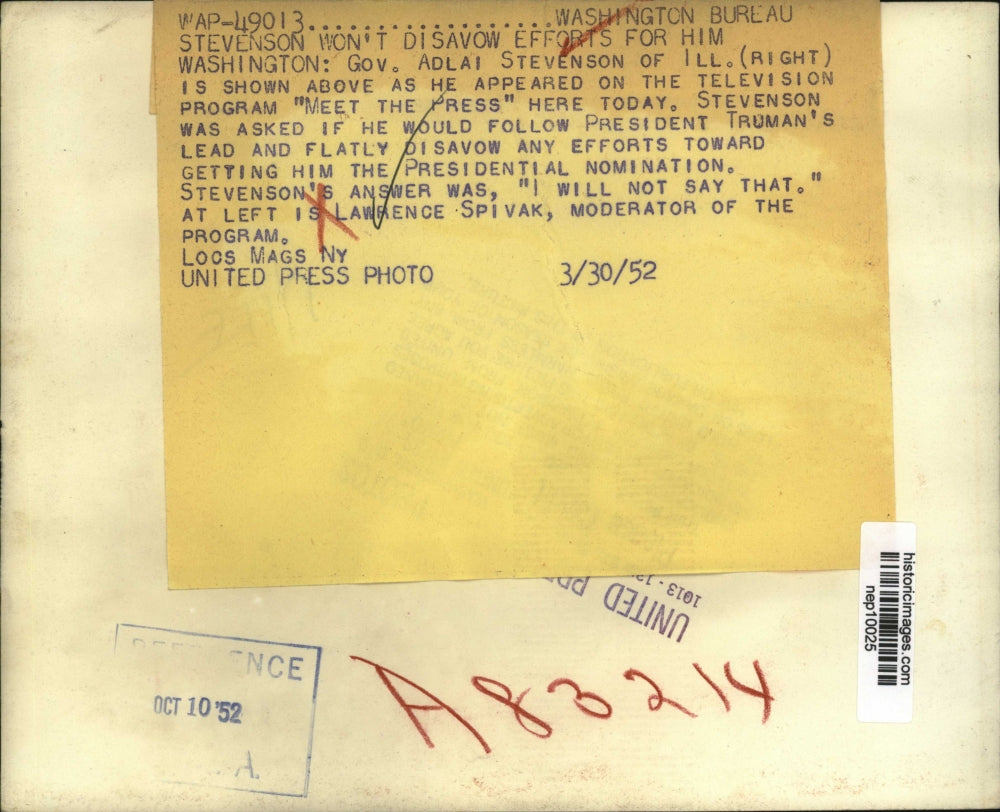 WAP-49013......................WASHINGTON BUREAU
STEVENSON WON'T DISAVOW EFFORTS FOR HIM
WASHINGTON: GOV. ADLAI STEVENSON OF ILL.(RIGHT)
IS SHOWN ABOVE AS HE APPEARED ON THE TELEVISION
PROGRAM "MEET THE PRESS" HERE TODAY. STEVENSON
WAS ASKED IF HE WOULD FOLLOW PRESIDENT TRUMAN'S
LEAD AND FLATLY DISAVOW ANY EFFORTS TOWARD
GETTING HIM THE PRESIDENTIAL NOMINATION.
STEVENSON'S ANSWER WAS, "I WILL NOT SAY THAT."
AT LEFT IS LAWRENCE SPIVAK, MODERATOR OF THE
PROGRAM.
LOCS MAGS NY
UNITED PRESS PHOTO 3/30/52
UNITED
1013
historicimages.com
nep10025
OCT 10 '52
A.
A83214